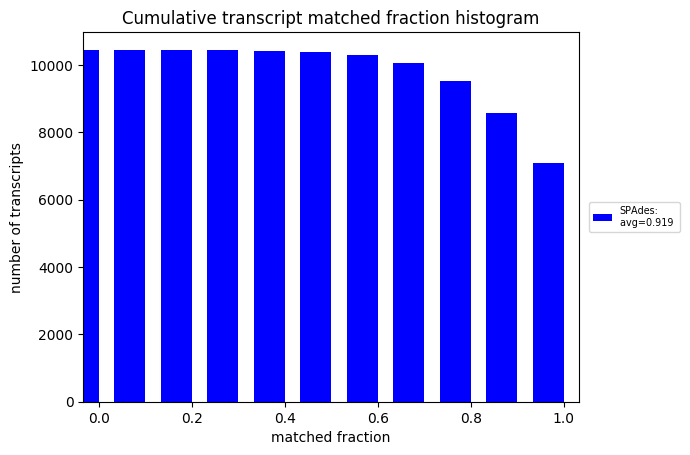 Cumulative transcript matched fraction histogram
number of transcripts
10000
8000
6000
4000
2000
0
0.0 0.2 0.4 0.6 0.8 1.0
matched fraction
SPAdes:
avg=0.919